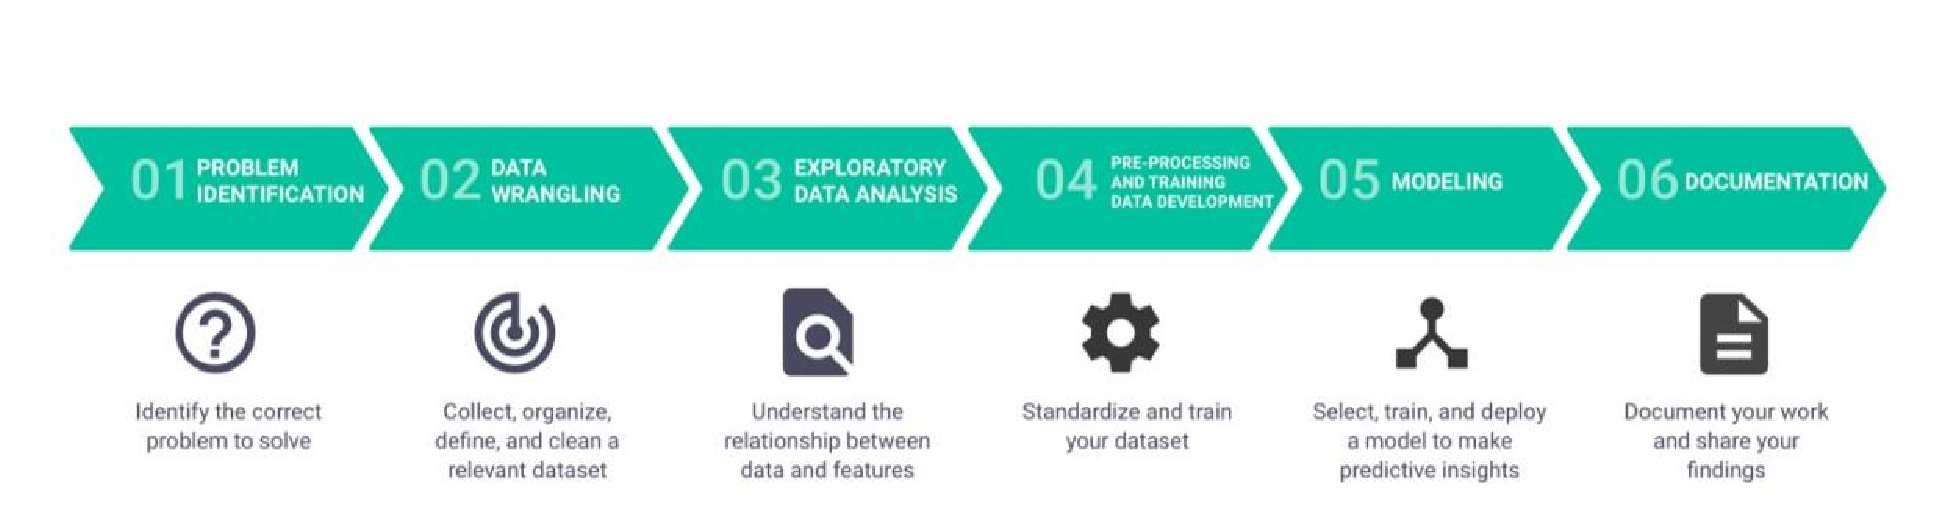 01 PROBLEM
IDENTIFICATION
02 DATA
WRANGLING
03 EXPLORATORY
DATA ANALYSIS
04 PRE-PROCESSING
AND TRAINING
DATA DEVELOPMENT
05 MODELING
06 DOCUMENTATION
Identify the correct
problem to solve
Collect, organize,
define, and clean a
relevant dataset
Understand the
relationship between
data and features
Standardize and train
your dataset
Select, train, and deploy
a model to make
predictive insights
Document your work
and share your
findings